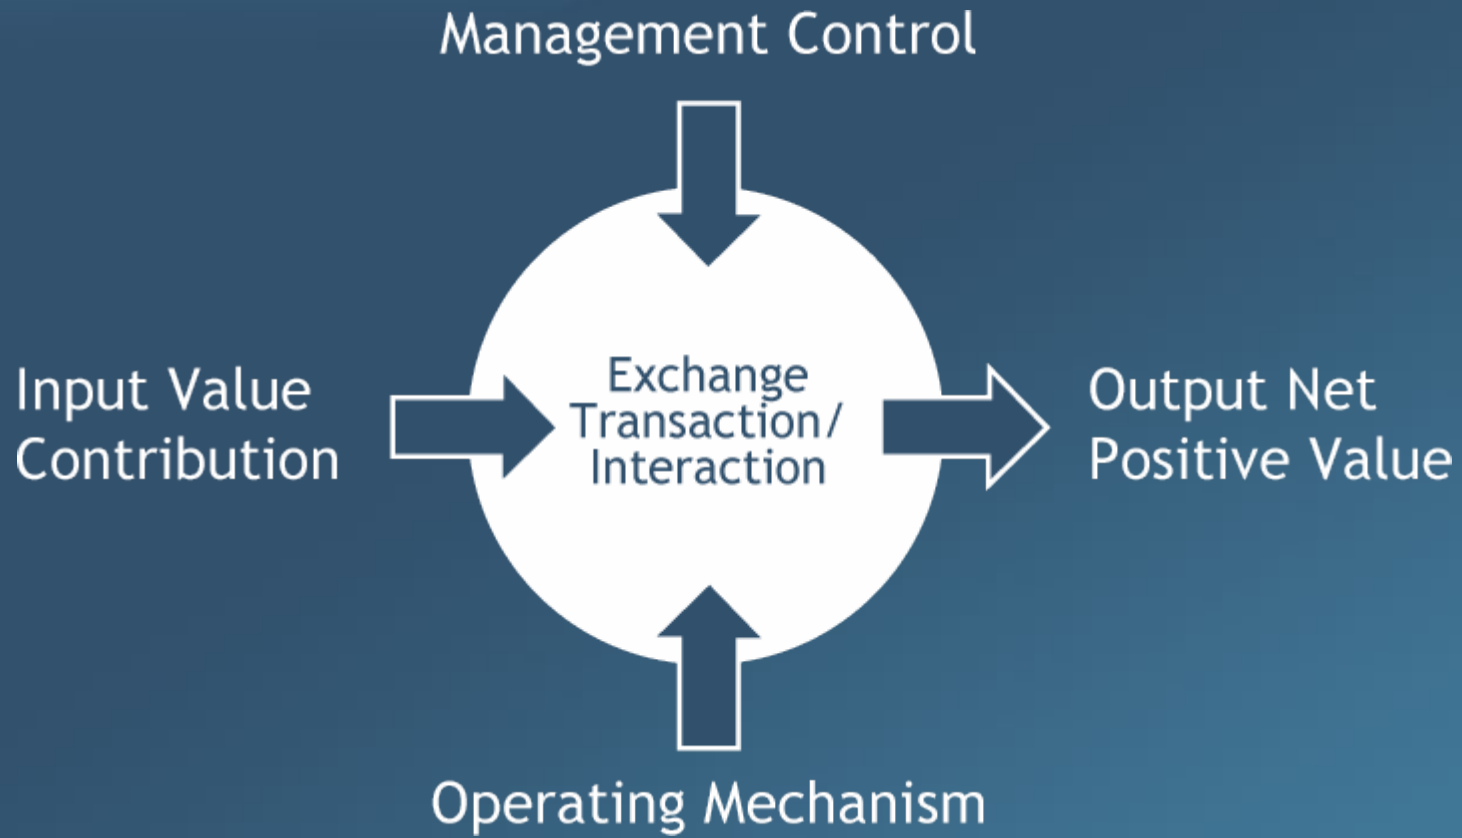 Management Control
Input Value
Contribution
Exchange
Transaction/
Interaction
Output Net
Positive Value
Operating Mechanism